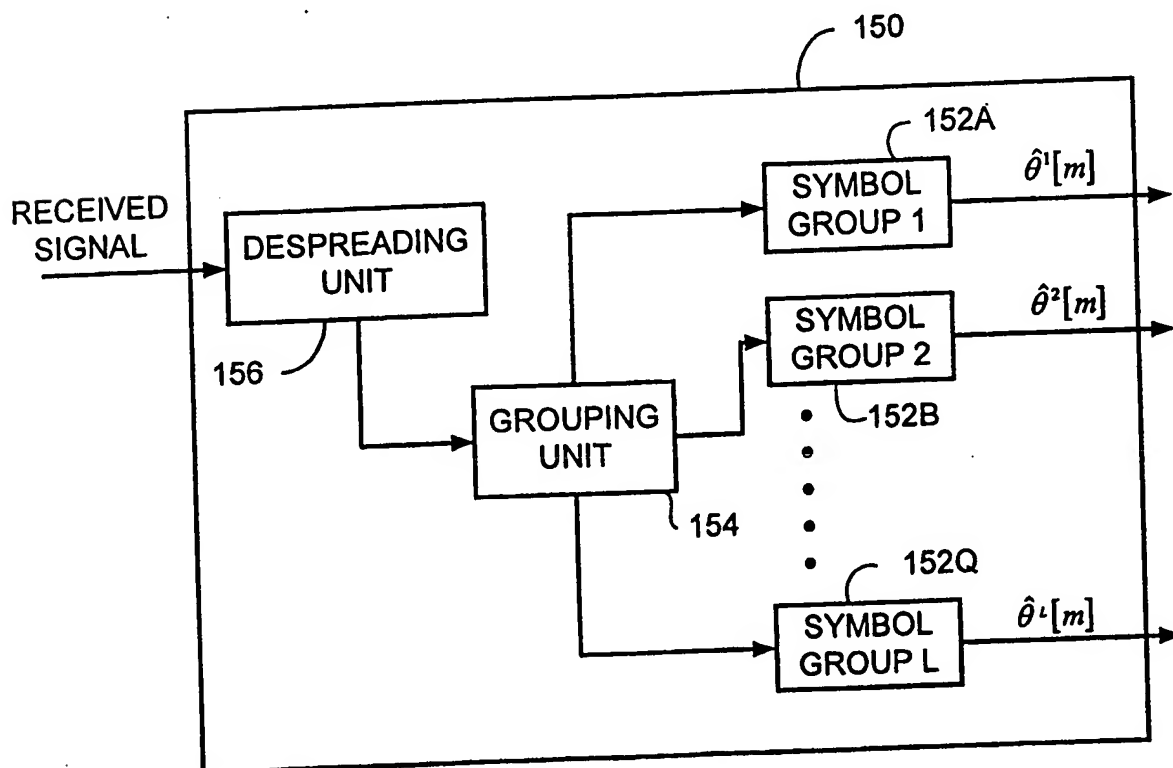 150
152A
SYMBOL
GROUP 1
θ̂¹[m]
RECEIVED
SIGNAL
DESPREADING
UNIT
156
SYMBOL
GROUP 2
θ̂²[m]
152B
GROUPING
UNIT
154
152Q
SYMBOL
GROUP L
θ̂ᴸ[m]